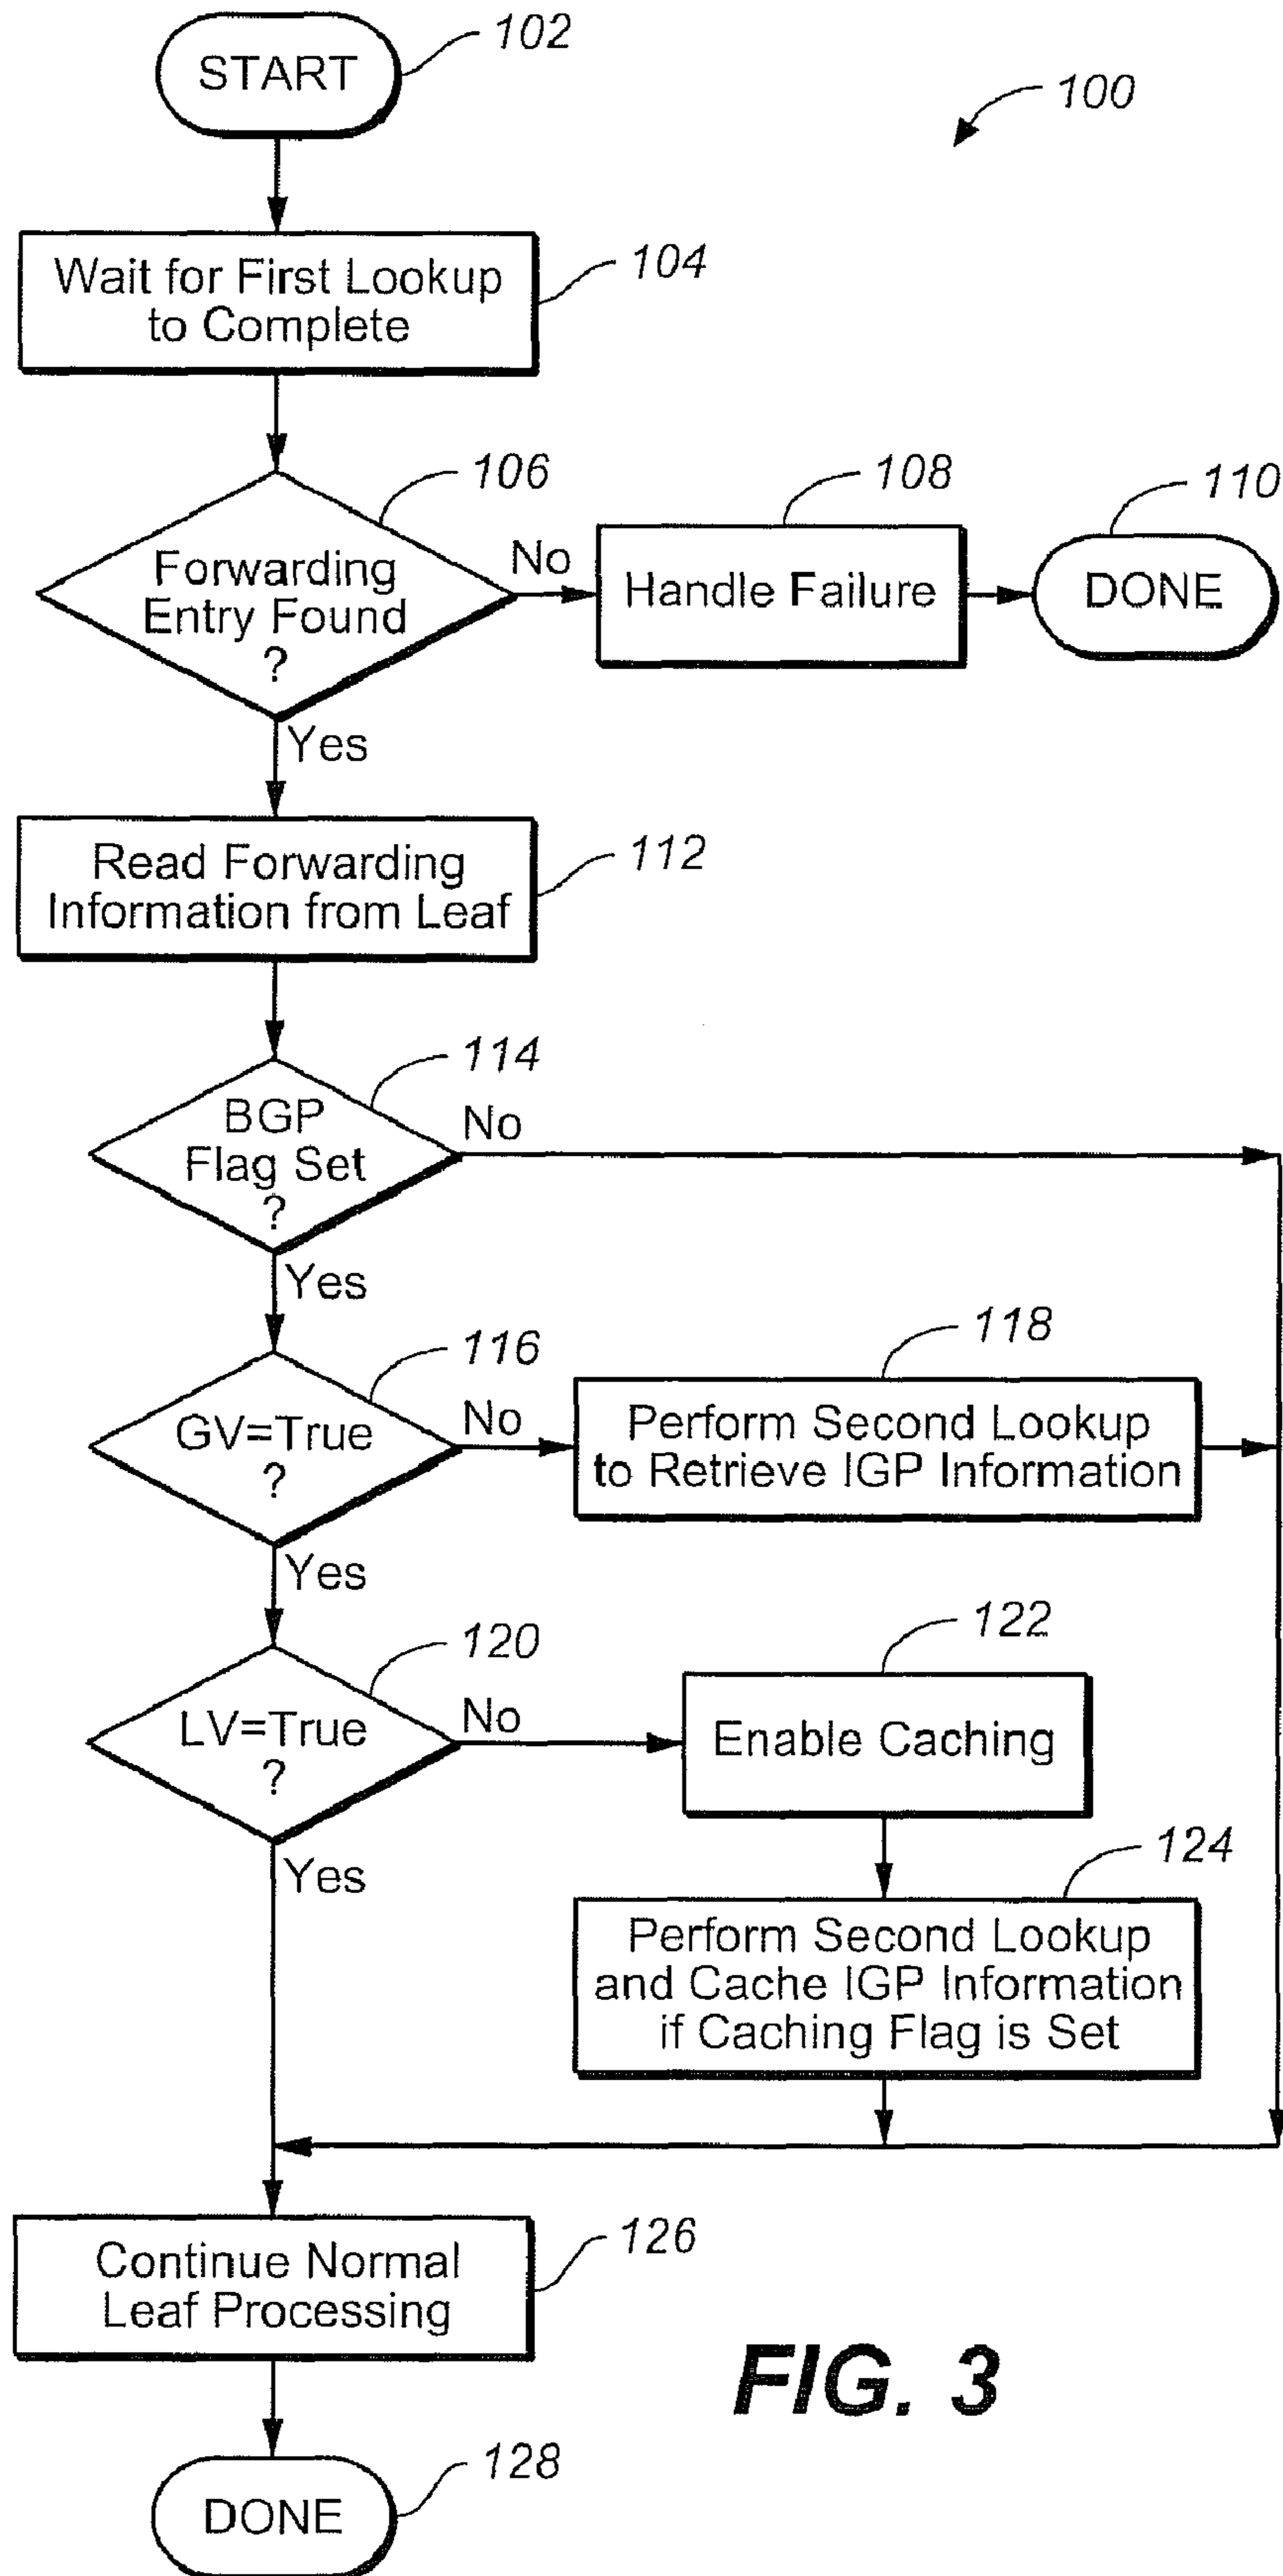 START
102
100
Wait for First Lookup
to Complete
104
Forwarding
Entry Found
?
106
No
Handle Failure
108
DONE
110
Yes
Read Forwarding
Information from Leaf
112
BGP
Flag Set
?
114
No
Yes
GV=True
?
116
No
Perform Second Lookup
to Retrieve IGP Information
118
Yes
LV=True
?
120
No
Enable Caching
122
Yes
Perform Second Lookup
and Cache IGP Information
if Caching Flag is Set
124
Continue Normal
Leaf Processing
126
FIG. 3
DONE
128